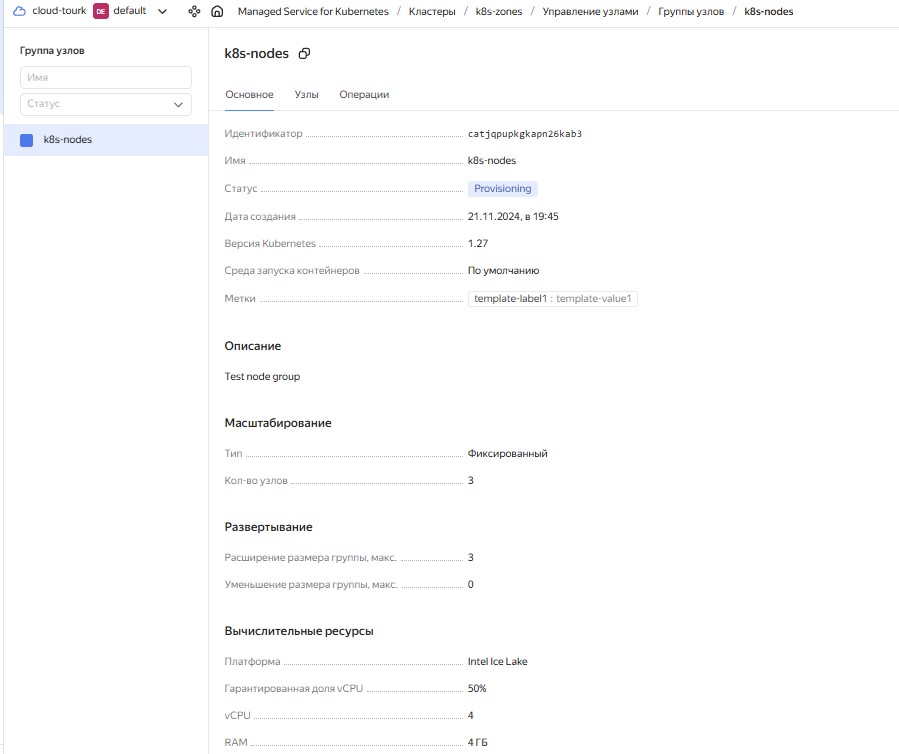 cloud-tourk DE default Managed Service for Kubernetes / Кластеры / k8s-zones / Управление узлами / Группы узлов / k8s-nodes
Группа узлов
Имя
Статус
k8s-nodes
k8s-nodes
Основное Узлы Операции
Идентификатор catjqpupkgkapn26kab3
Имя k8s-nodes
Статус Provisioning
Дата создания 21.11.2024, в 19:45
Версия Kubernetes 1.27
Среда запуска контейнеров По умолчанию
Метки template-label1 : template-value1
Описание
Test node group
Масштабирование
Тип Фиксированный
Кол-во узлов 3
Развертывание
Расширение размера группы, макс. 3
Уменьшение размера группы, макс. 0
Вычислительные ресурсы
Платформа Intel Ice Lake
Гарантированная доля vCPU 50%
vCPU 4
RAM 4 ГБ